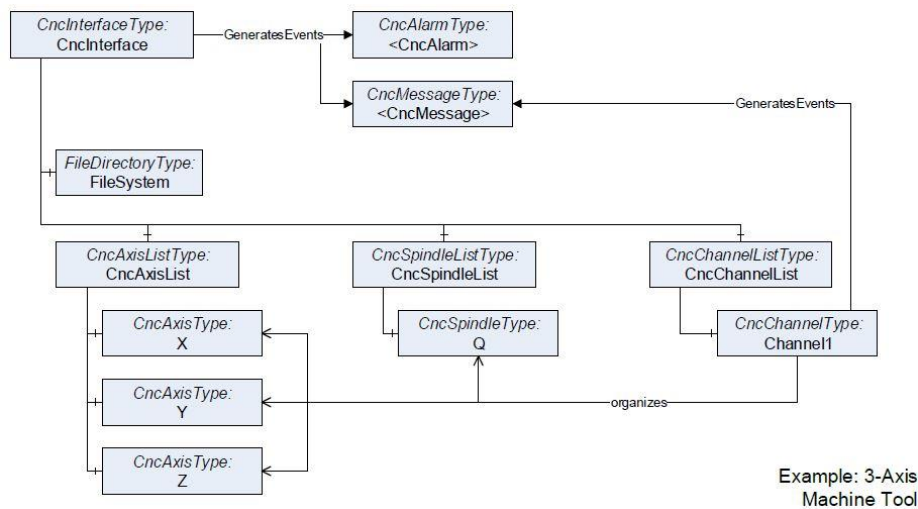 CncInterfaceType:
CncInterface
GeneratesEvents
CncAlarmType:
<CncAlarm>
CncMessageType:
<CncMessage>
GeneratesEvents
FileDirectoryType:
FileSystem
CncAxisListType:
CncAxisList
CncSpindleListType:
CncSpindleList
CncChannelListType:
CncChannelList
CncAxisType:
X
CncSpindleType:
Q
CncChannelType:
Channel1
CncAxisType:
Y
organizes
CncAxisType:
Z
Example: 3-Axis
Machine Tool